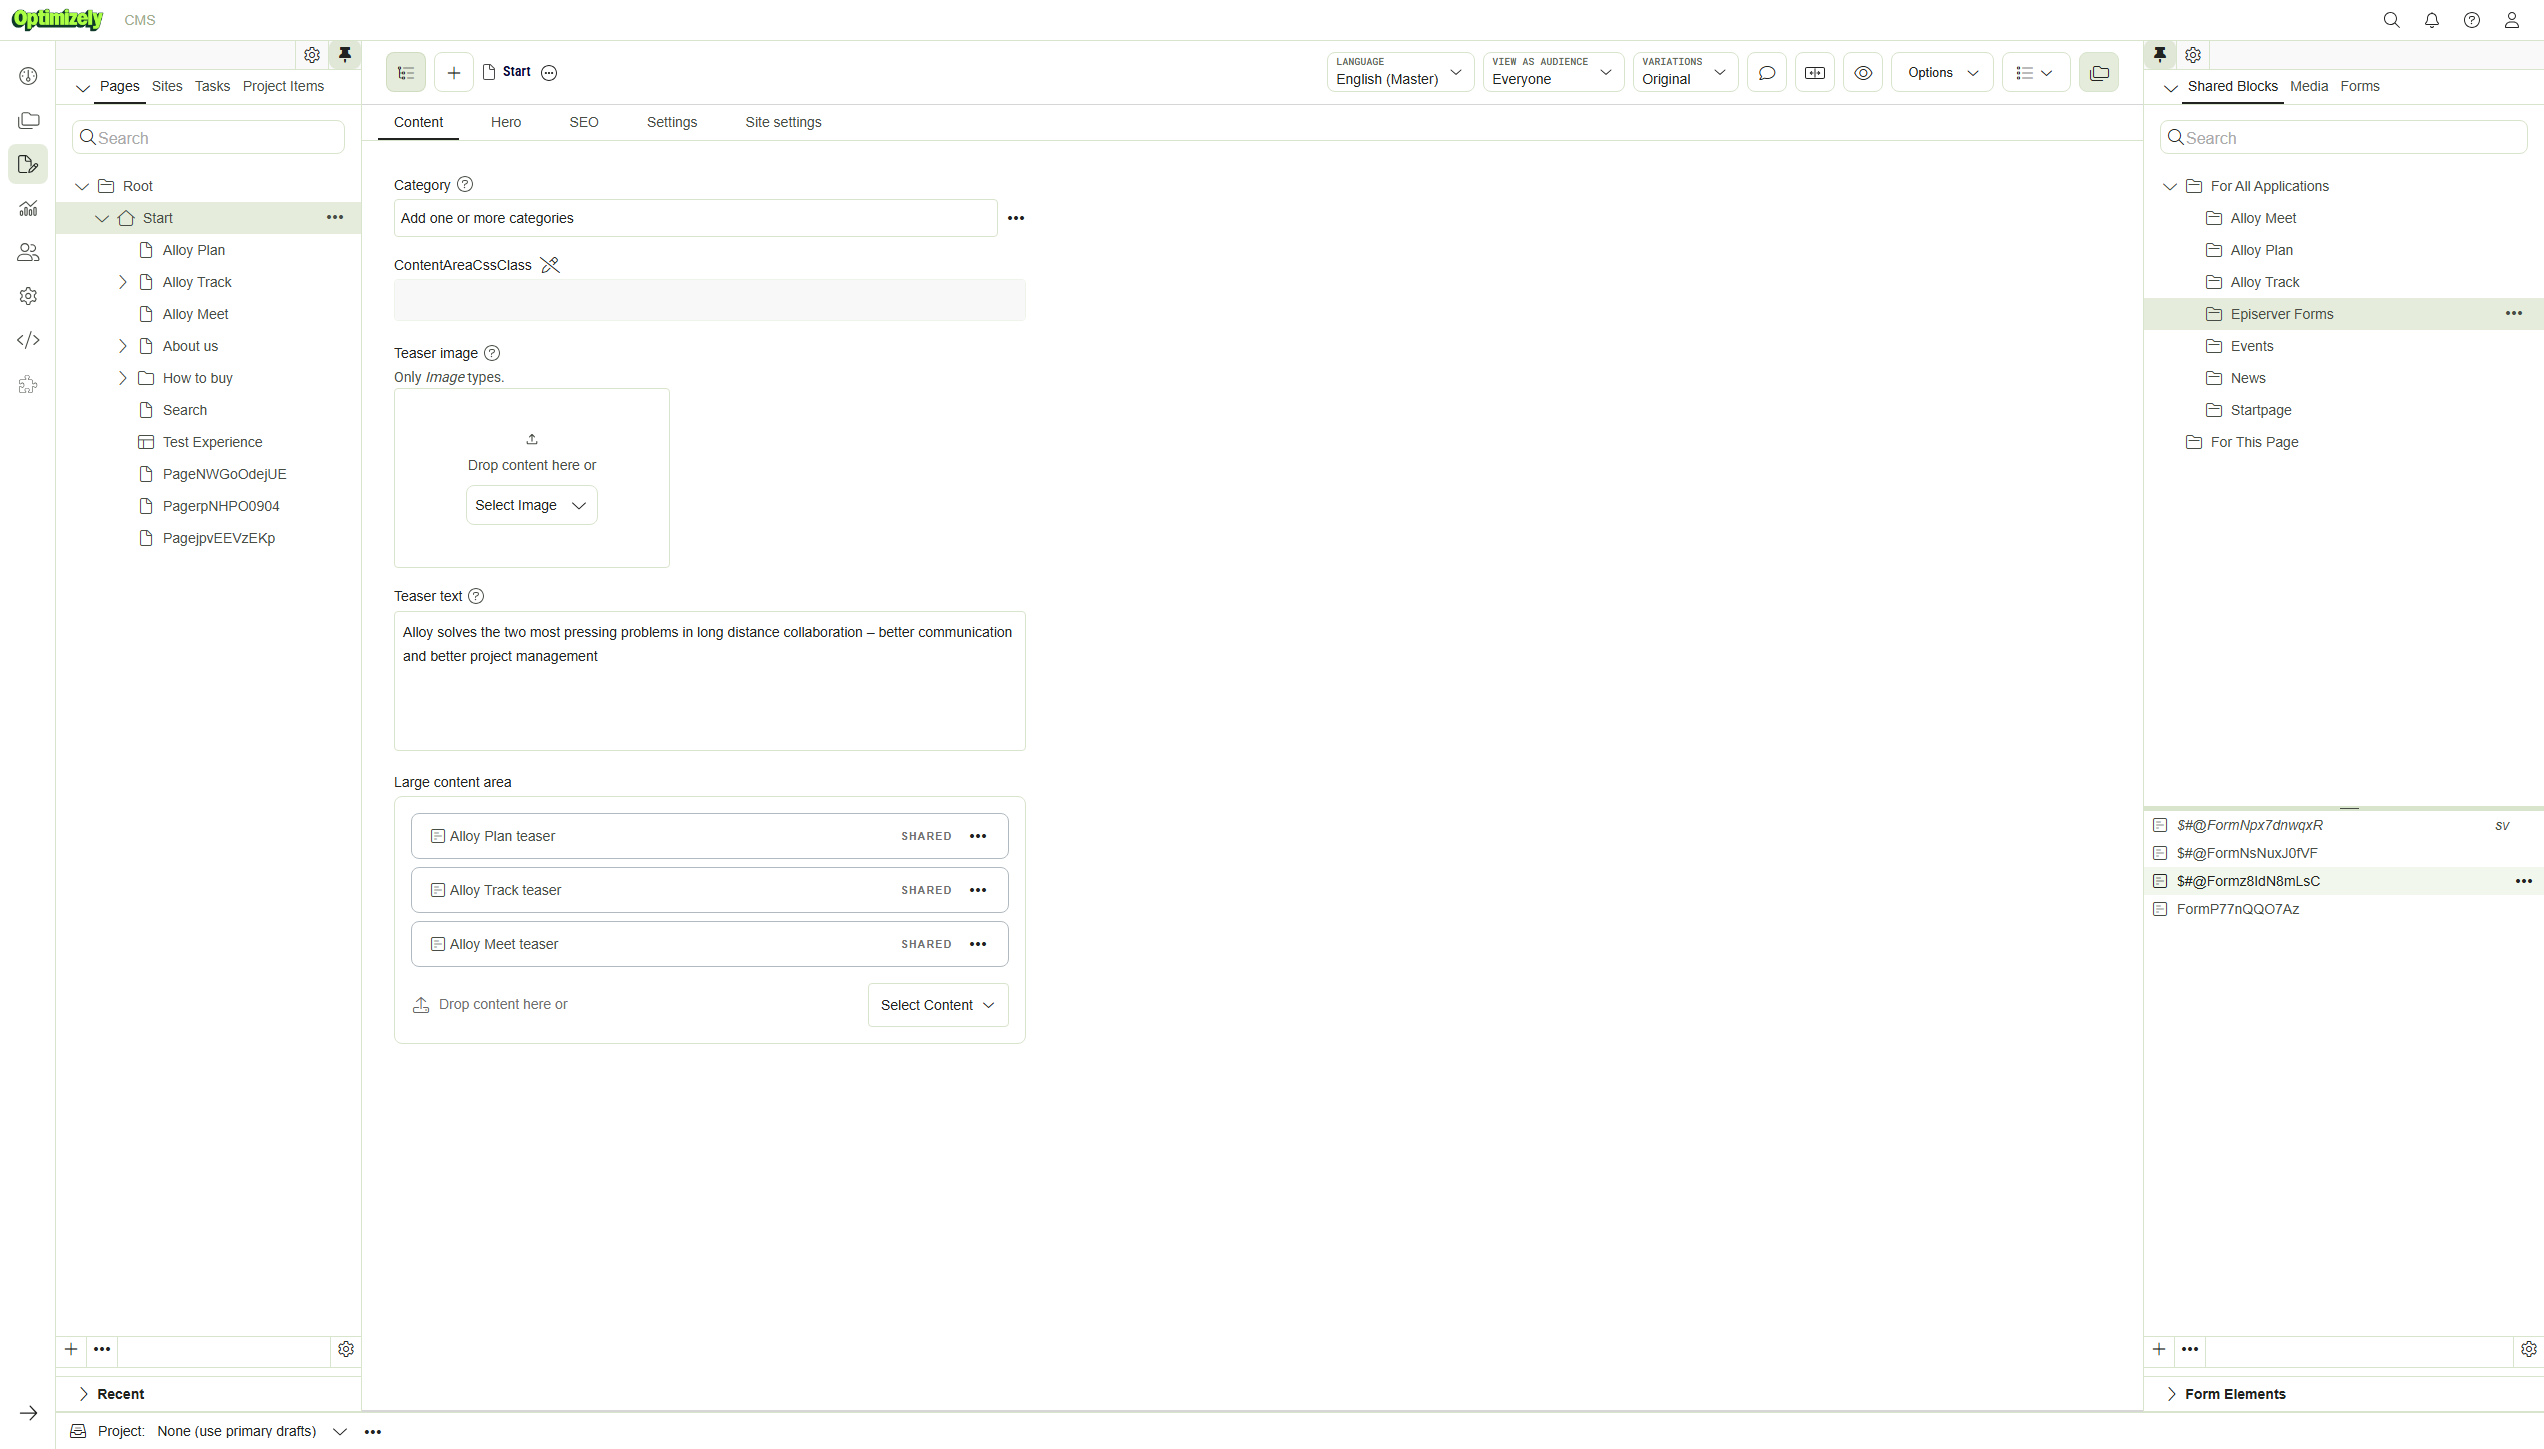 Optimizely CMS
Pages Sites Tasks Project Items
Search
Root
Start
Alloy Plan
Alloy Track
Alloy Meet
About us
How to buy
Search
Test Experience
PageNWGoOdejUE
PagerpNHPO0904
PagejpvEEVzEKp
Recent
Project: None (use primary drafts)
Start
LANGUAGE
English (Master)
VIEW AS AUDIENCE
Everyone
VARIATIONS
Original
Options
Content Hero SEO Settings Site settings
Category
Add one or more categories
ContentAreaCssClass
Teaser image
Only Image types.
Drop content here or
Select Image
Teaser text
Alloy solves the two most pressing problems in long distance collaboration – better communication
and better project management
Large content area
Alloy Plan teaser SHARED
Alloy Track teaser SHARED
Alloy Meet teaser SHARED
Drop content here or
Select Content
Shared Blocks Media Forms
Search
For All Applications
Alloy Meet
Alloy Plan
Alloy Track
Episerver Forms
Events
News
Startpage
For This Page
$#@FormNpx7dnwqxR sv
$#@FormNsNuxJ0fVF
$#@Formz8IdN8mLsC
FormP77nQQO7Az
Form Elements